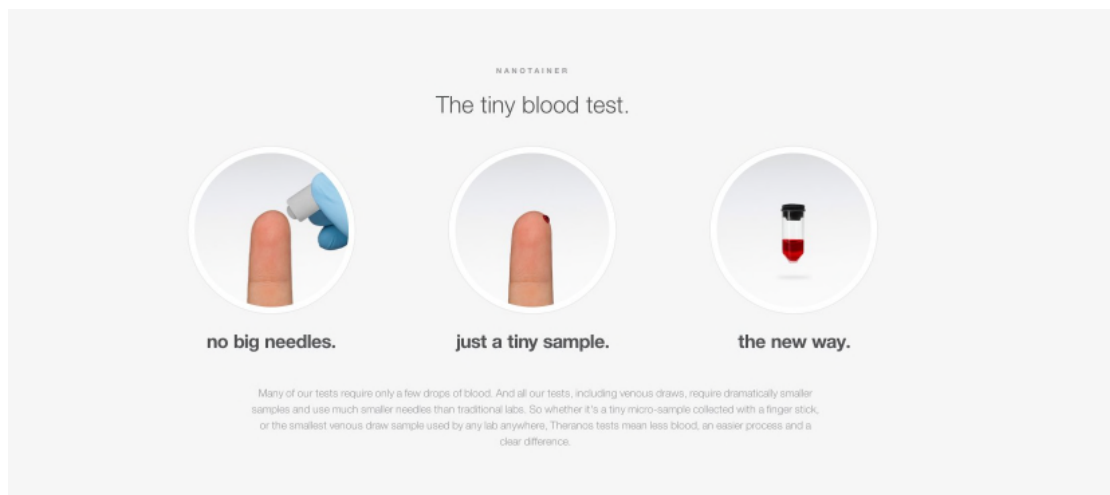 NANOTAINER
The tiny blood test.
no big needles.
just a tiny sample.
the new way.
Many of our tests require only a few drops of blood. And all our tests, including venous draws, require dramatically smaller
samples and use much smaller needles than traditional labs. So whether it's a tiny micro-sample collected with a finger stick,
or the smallest venous draw sample used by any lab anywhere, Theranos tests mean less blood, an easier process and a
clear difference.